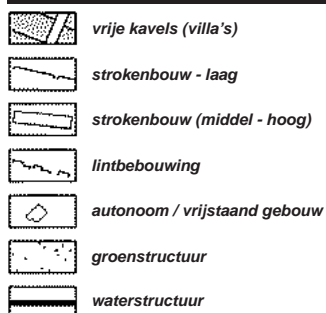 vrije kavels (villa's)
strokenbouw - laag
strokenbouw (middel - hoog)
lintbebouwing
autonoom / vrijstaand gebouw
groenstructuur
waterstructuur